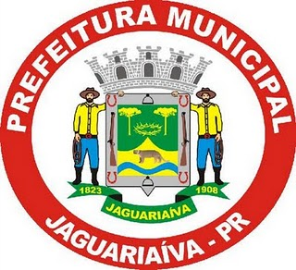 PREFEITURA MUNICIPAL
1823
1908
JAGUARIAÍVA
JAGUARIAÍVA - PR